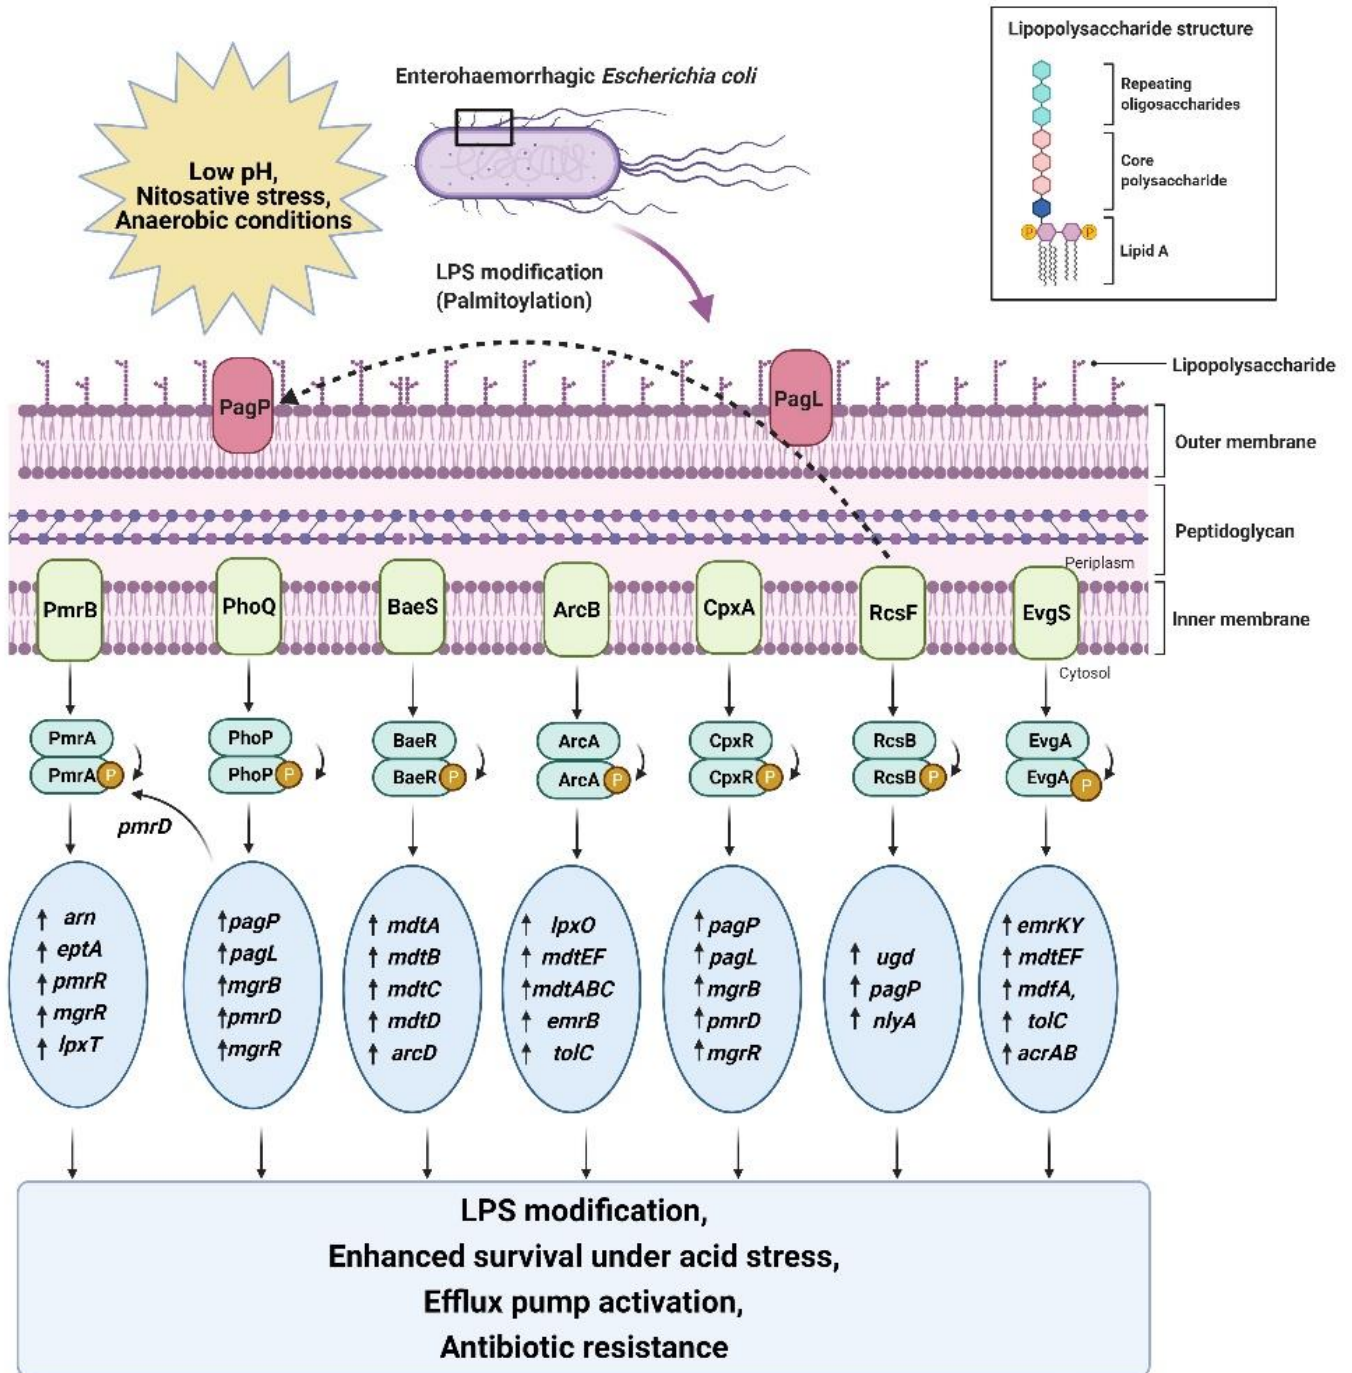 Lipopolysaccharide structure
Repeating
oligosaccharides
Core
polysaccharide
P
P
Lipid A
Enterohaemorrhagic Escherichia coli
Low pH,
Nitosative stress,
Anaerobic conditions
LPS modification
(Palmitoylation)
PagP
PagL
Lipopolysaccharide
Outer membrane
Peptidoglycan
Periplasm
Inner membrane
Cytosol
PmrB
PhoQ
BaeS
ArcB
CpxA
RcsF
EvgS
PmrA
PmrA P
PhoP
PhoP P
BaeR
BaeR P
ArcA
ArcA P
CpxR
CpxR P
RcsB
RcsB P
EvgA
EvgA P
pmrD
↑ arn
↑ eptA
↑ pmrR
↑ mgrR
↑ lpxT
↑ pagP
↑ pagL
↑ mgrB
↑ pmrD
↑ mgrR
↑ mdtA
↑ mdtB
↑ mdtC
↑ mdtD
↑ arcD
↑ lpxO
↑ mdtEF
↑ mdtABC
↑ emrB
↑ tolC
↑ pagP
↑ pagL
↑ mgrB
↑ pmrD
↑ mgrR
↑ ugd
↑ pagP
↑ nlyA
↑ emrKY
↑ mdtEF
↑ mdfA,
↑ tolC
↑ acrAB
LPS modification,
Enhanced survival under acid stress,
Efflux pump activation,
Antibiotic resistance